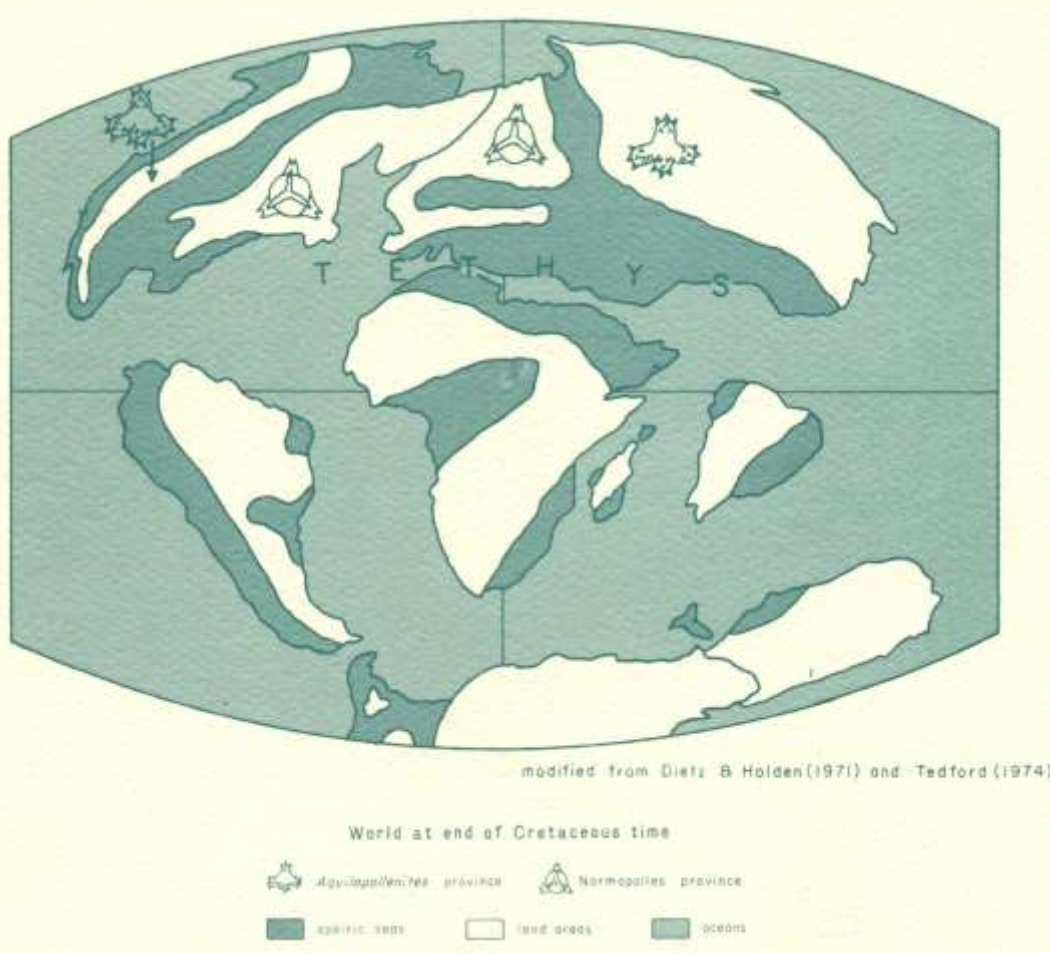 T E T H Y S
modified from Dietz & Holden (1971) and Tedford (1974)
World at end of Cretaceous time
Aquilapollenites province
Normapolles province
epeiric seas
land areas
oceans